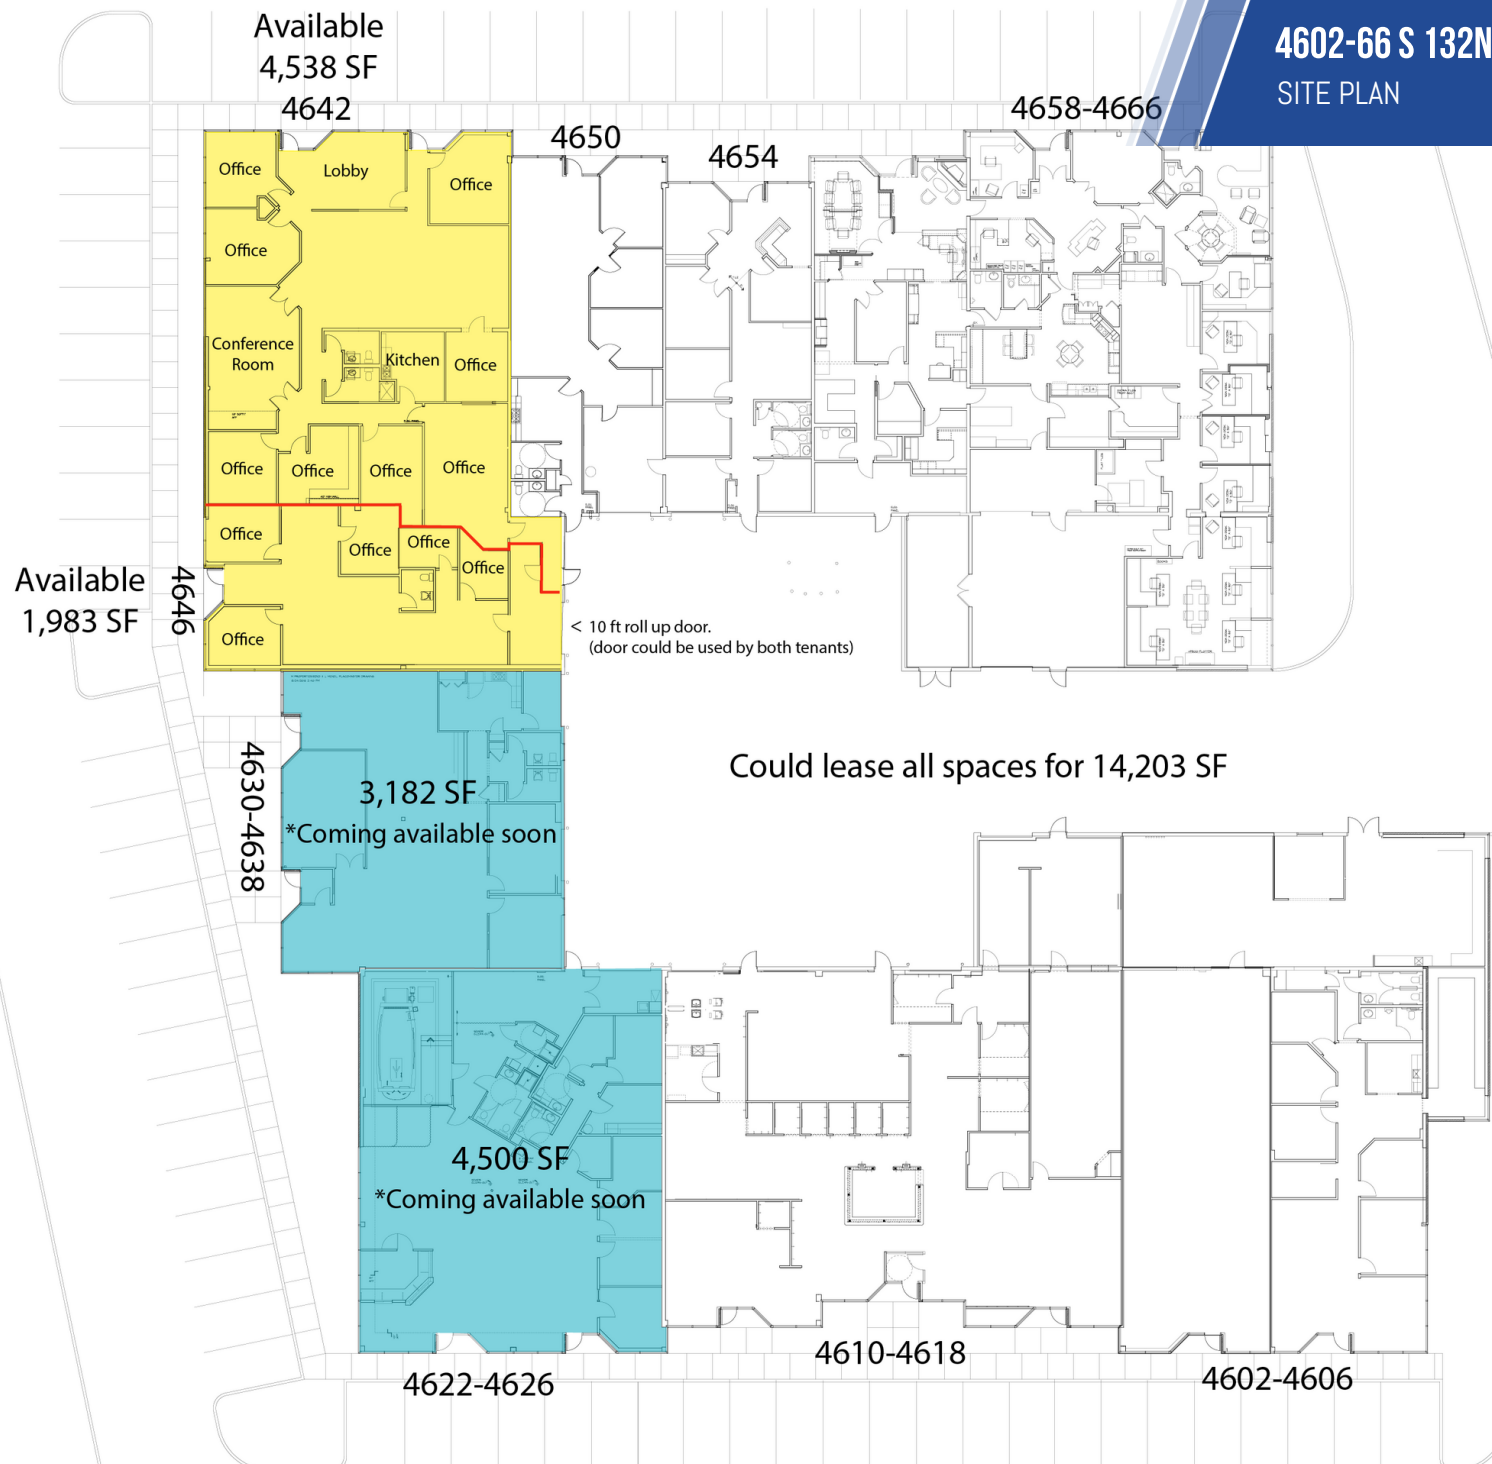 Available
4,538 SF
4642
4602-66 S 132N
SITE PLAN
4650
4654
4658-4666
Office
Lobby
Office
Office
Conference
Room
Kitchen
Office
Office
Office
Office
Office
Office
Office
Office
Office
Office
Available
1,983 SF
4646
< 10 ft roll up door.
(door could be used by both tenants)
4630-4638
3,182 SF
*Coming available soon
Could lease all spaces for 14,203 SF
4,500 SF
*Coming available soon
4622-4626
4610-4618
4602-4606